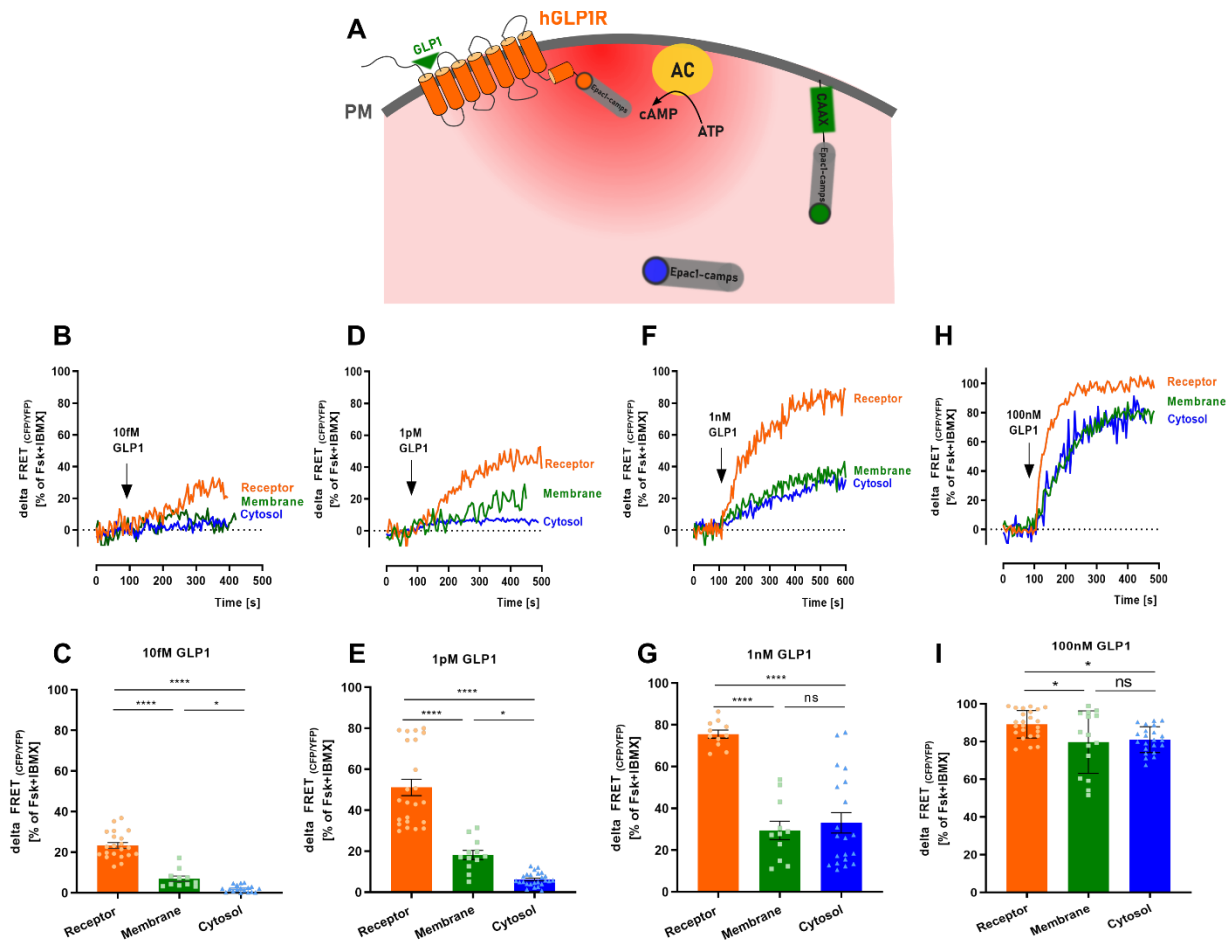 A
hGLP1R
GLP1
PM
Epac1-camps
AC
cAMP
ATP
CAAX
Epac1-camps
Epac1-camps
B
delta FRET (CFP/YFP)
[% of Fsk+IBMX]
100
80
60
40
20
0
10fM
GLP1
Receptor
Membrane
Cytosol
0 100 200 300 400 500
Time [s]
D
delta FRET (CFP/YFP)
[% of Fsk+IBMX]
100
80
60
40
20
0
1pM
GLP1
Receptor
Membrane
Cytosol
0 100 200 300 400 500
Time [s]
F
delta FRET (CFP/YFP)
[% of Fsk+IBMX]
100
80
60
40
20
0
1nM
GLP1
Receptor
Membrane
Cytosol
0 100 200 300 400 500 600
Time [s]
H
delta FRET (CFP/YFP)
[% of Fsk+IBMX]
100
80
60
40
20
0
100nM
GLP1
Receptor
Membrane
Cytosol
0 100 200 300 400 500
Time [s]
C
10fM GLP1
delta FRET (CFP/YFP)
[% of Fsk+IBMX]
100
80
60
40
20
0
****
**** *
Receptor Membrane Cytosol
E
1pM GLP1
delta FRET (CFP/YFP)
[% of Fsk+IBMX]
100
80
60
40
20
0
****
**** *
Receptor Membrane Cytosol
G
1nM GLP1
delta FRET (CFP/YFP)
[% of Fsk+IBMX]
100
80
60
40
20
0
****
**** ns
Receptor Membrane Cytosol
I
100nM GLP1
delta FRET (CFP/YFP)
[% of Fsk+IBMX]
100
80
60
40
20
0
*
* ns
Receptor Membrane Cytosol